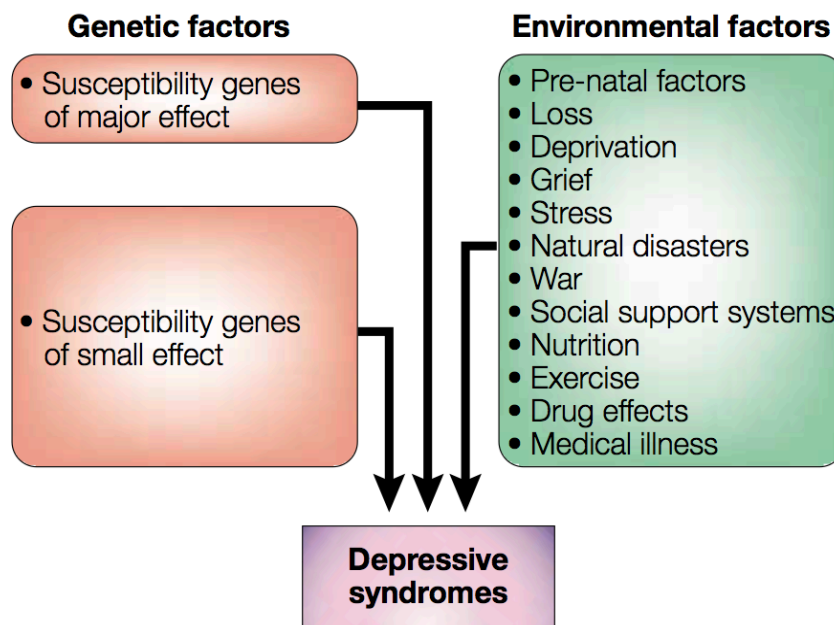 Genetic factors
• Susceptibility genes
of major effect
• Susceptibility genes
of small effect
Environmental factors
• Pre-natal factors
• Loss
• Deprivation
• Grief
• Stress
• Natural disasters
• War
• Social support systems
• Nutrition
• Exercise
• Drug effects
• Medical illness
Depressive
syndromes